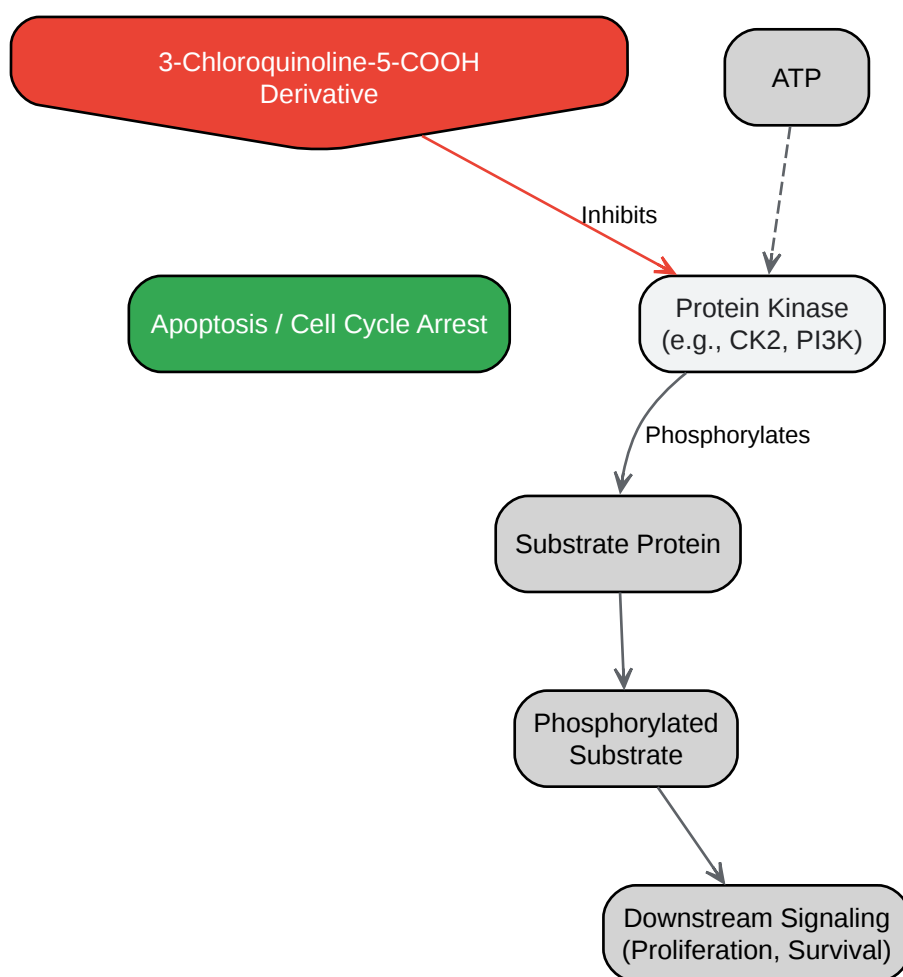 3-Chloroquinoline-5-COOH
Derivative
ATP
Inhibits
Apoptosis / Cell Cycle Arrest
Protein Kinase
(e.g., CK2, PI3K)
Phosphorylates
Substrate Protein
Phosphorylated
Substrate
Downstream Signaling
(Proliferation, Survival)